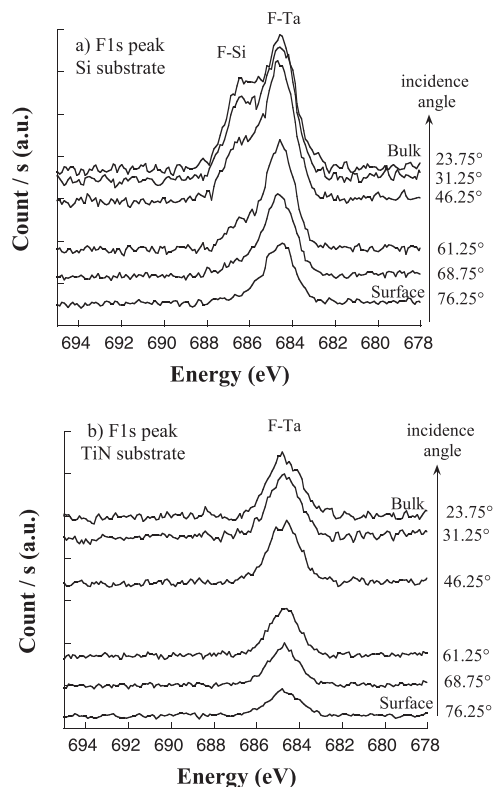 a) F1s peak
Si substrate
F-Ta
F-Si
incidence
angle
Bulk
23.75°
31.25°
46.25°
61.25°
68.75°
Surface
76.25°
Count / s (a.u.)
694 692 690 688 686 684 682 680 678
Energy (eV)
b) F1s peak
TiN substrate
F-Ta
incidence
angle
Bulk
23.75°
31.25°
46.25°
61.25°
68.75°
Surface
76.25°
Count / s (a.u.)
694 692 690 688 686 684 682 680 678
Energy (eV)